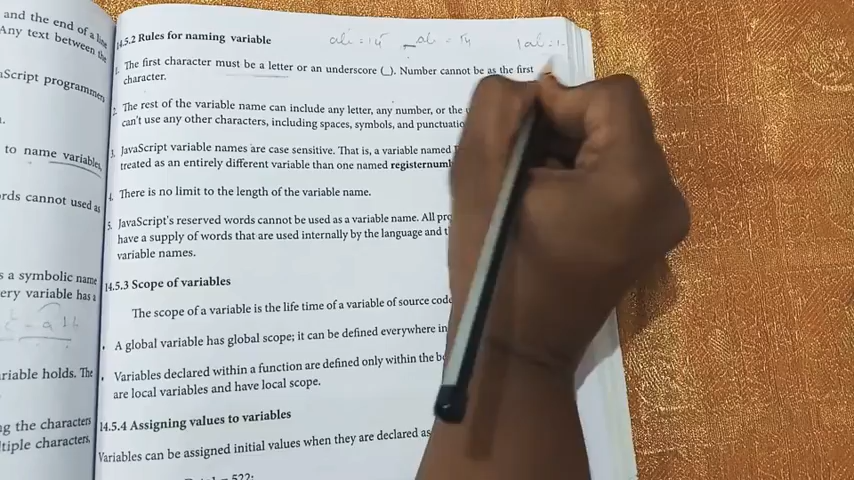 and the end of a line
Any text between the
aScript programmers
to name variables,
rds cannot used as
s a symbolic name
ery variable has a
riable holds. The
ng the characters
ltiple characters,
14.5.2 Rules for naming variable
1. The first character must be a letter or an underscore (_). Number cannot be as the first
character.
2. The rest of the variable name can include any letter, any number, or the
can't use any other characters, including spaces, symbols, and punctuatio
3. JavaScript variable names are case sensitive. That is, a variable named
treated as an entirely different variable than one named registernum
4. There is no limit to the length of the variable name.
5. JavaScript's reserved words cannot be used as a variable name. All pro
have a supply of words that are used internally by the language and t
variable names.
14.5.3 Scope of variables
The scope of a variable is the life time of a variable of source code
• A global variable has global scope; it can be defined everywhere in
• Variables declared within a function are defined only within the bo
are local variables and have local scope.
14.5.4 Assigning values to variables
Variables can be assigned initial values when they are declared as
= 522;